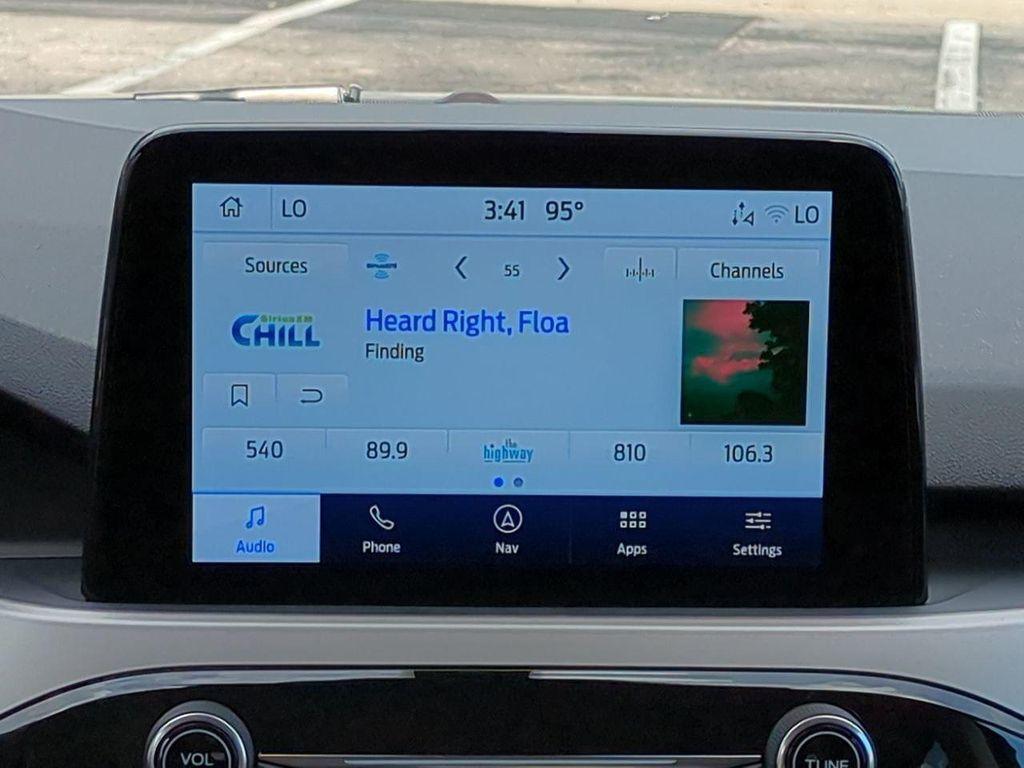 LO 3:41 95° LO
Sources SiriusXM 55 Channels
SiriusXM
CHILL
Heard Right, Floa
Finding
540 89.9 the highway 810 106.3
Audio Phone Nav Apps Settings
VOL TUNE